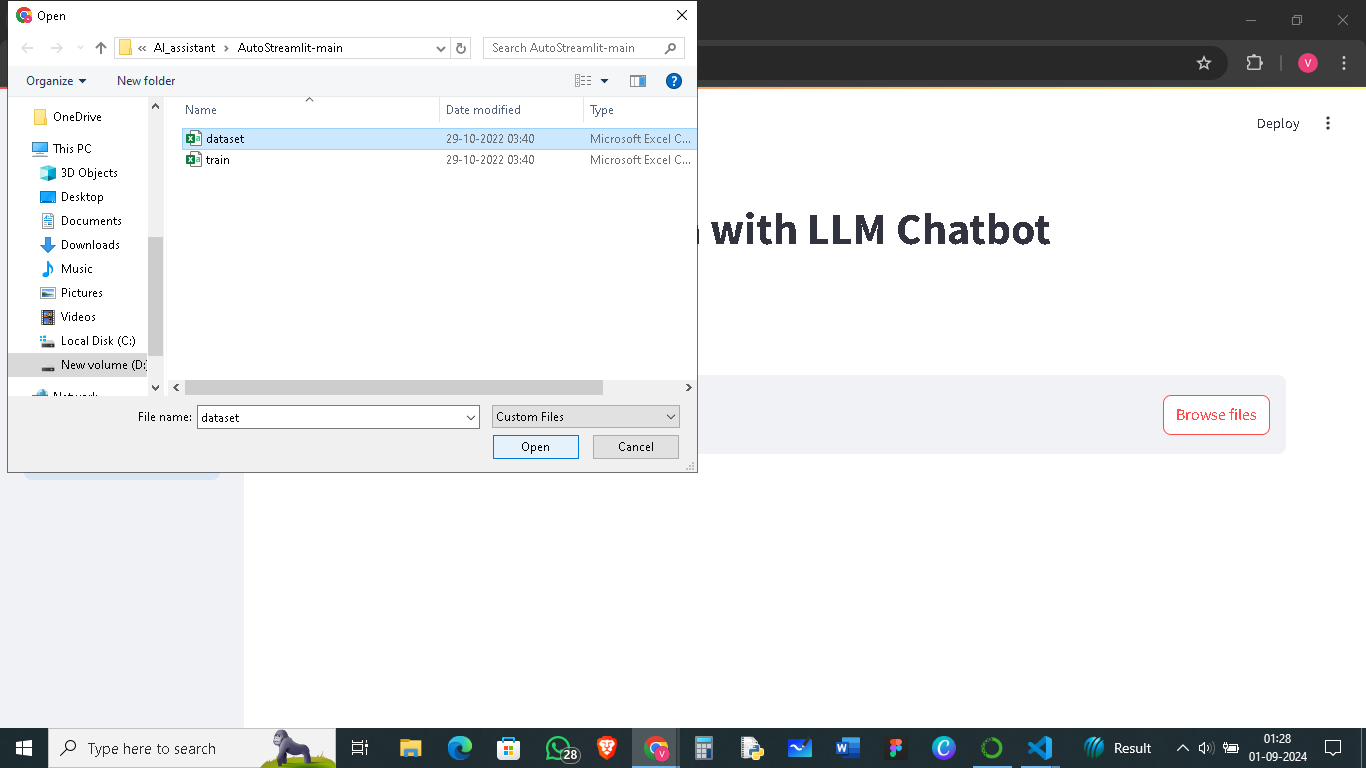 Open
« AI_assistant › AutoStreamlit-main
Search AutoStreamlit-main
Organize
New folder
Name
Date modified
Type
OneDrive
This PC
3D Objects
Desktop
Documents
Downloads
Music
Pictures
Videos
Local Disk (C:)
New volume (D:
dataset 29-10-2022 03:40 Microsoft Excel C...
train 29-10-2022 03:40 Microsoft Excel C...
File name: dataset
Custom Files
Open
Cancel
V
Deploy
with LLM Chatbot
Browse files
Type here to search
28
V
Result
01:28
01-09-2024